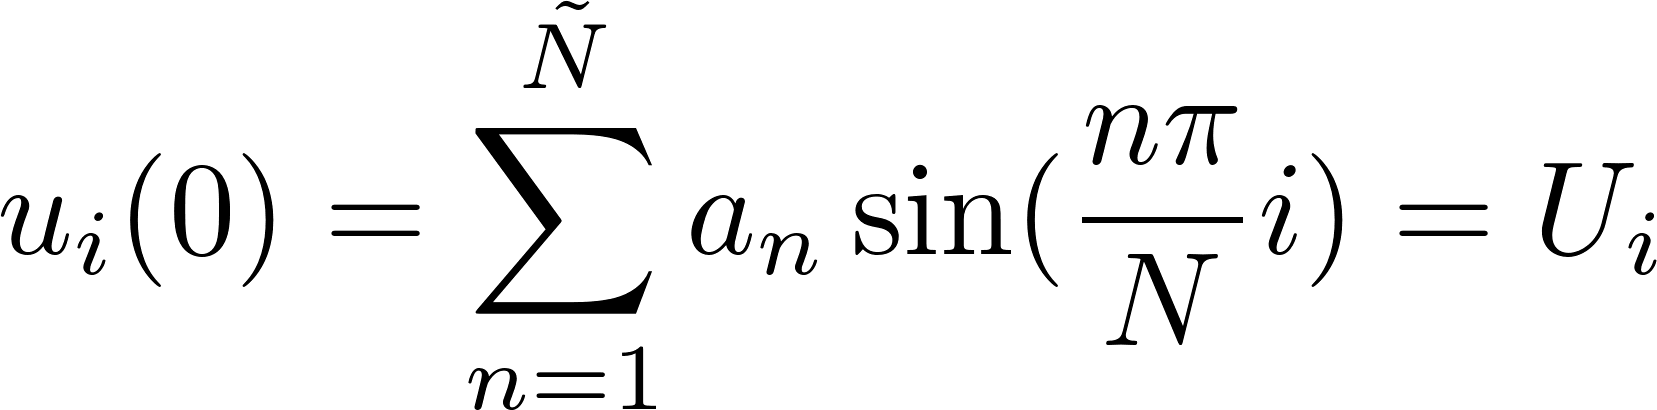 u_i(0) = \sum_{n=1}^{\tilde{N}} a_n \sin(\frac{n\pi}{N} i) = U_i